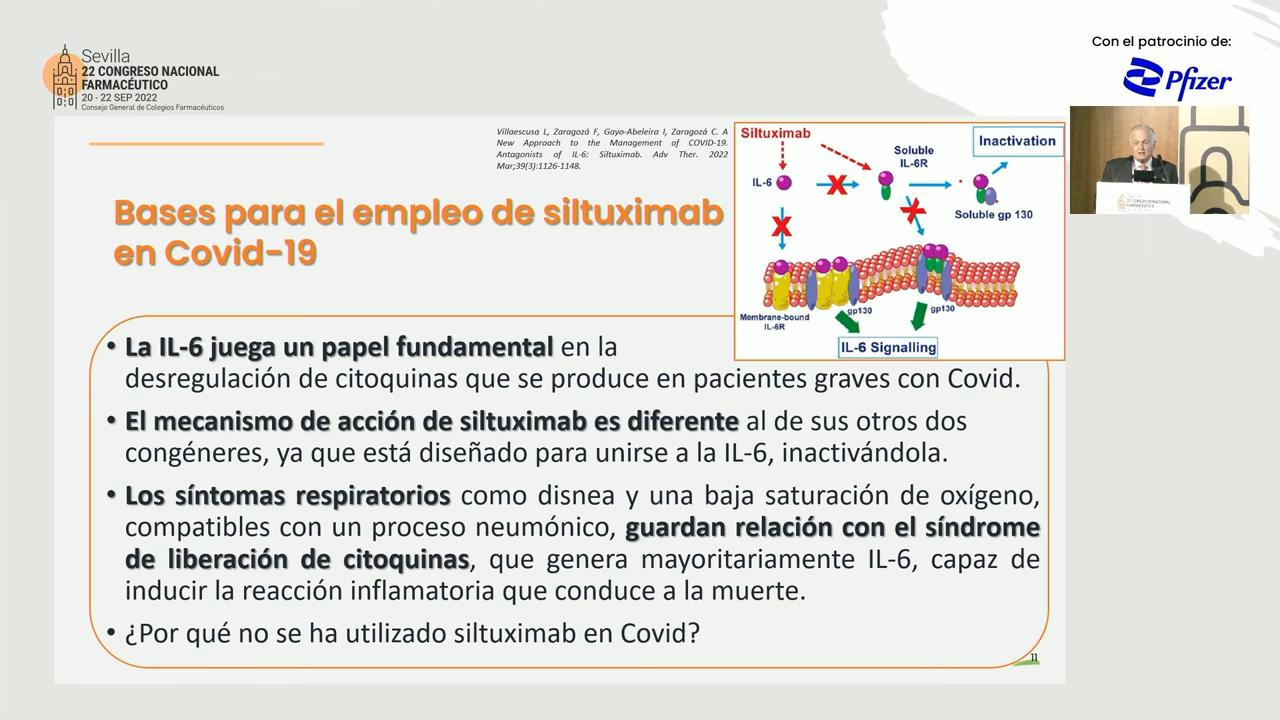 Sevilla
22 CONGRESO NACIONAL
FARMACÉUTICO
20 - 22 SEP 2022
Consejo General de Colegios Farmacéuticos
Con el patrocinio de:
Pfizer
Villaescusa L, Zaragozá F, Gayo-Abeleira I, Zaragozá C. A
New Approach to the Management of COVID-19.
Antagonists of IL-6: Siltuximab. Adv Ther. 2022
Mar;39(3):1126-1148.
Bases para el empleo de siltuximab
en Covid-19
Siltuximab
Inactivation
Soluble
IL-6R
IL-6
Soluble gp 130
Membrane-bound
IL-6R
gp130
gp130
IL-6 Signalling
• La IL-6 juega un papel fundamental en la
desregulación de citoquinas que se produce en pacientes graves con Covid.
• El mecanismo de acción de siltuximab es diferente al de sus otros dos
congéneres, ya que está diseñado para unirse a la IL-6, inactivándola.
• Los síntomas respiratorios como disnea y una baja saturación de oxígeno,
compatibles con un proceso neumónico, guardan relación con el síndrome
de liberación de citoquinas, que genera mayoritariamente IL-6, capaz de
inducir la reacción inflamatoria que conduce a la muerte.
• ¿Por qué no se ha utilizado siltuximab en Covid?
11